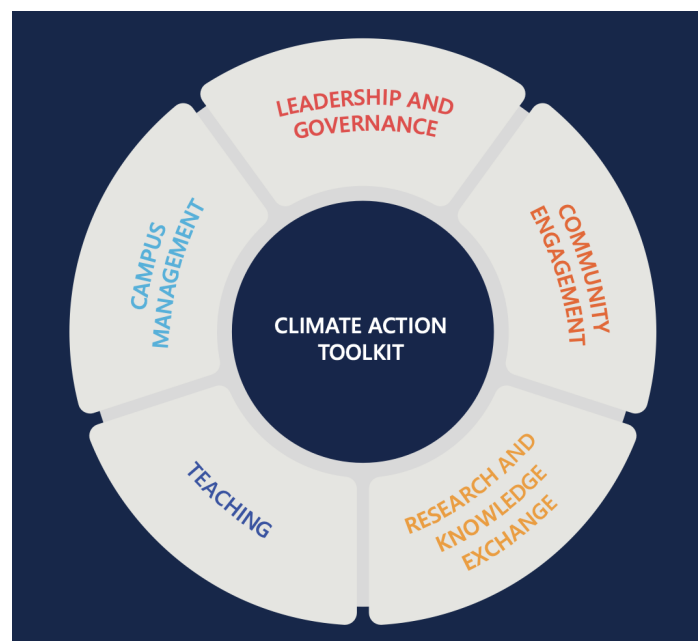 LEADERSHIP AND
GOVERNANCE
COMMUNITY
ENGAGEMENT
RESEARCH AND
KNOWLEDGE
EXCHANGE
TEACHING
CAMPUS
MANAGEMENT
CLIMATE ACTION
TOOLKIT